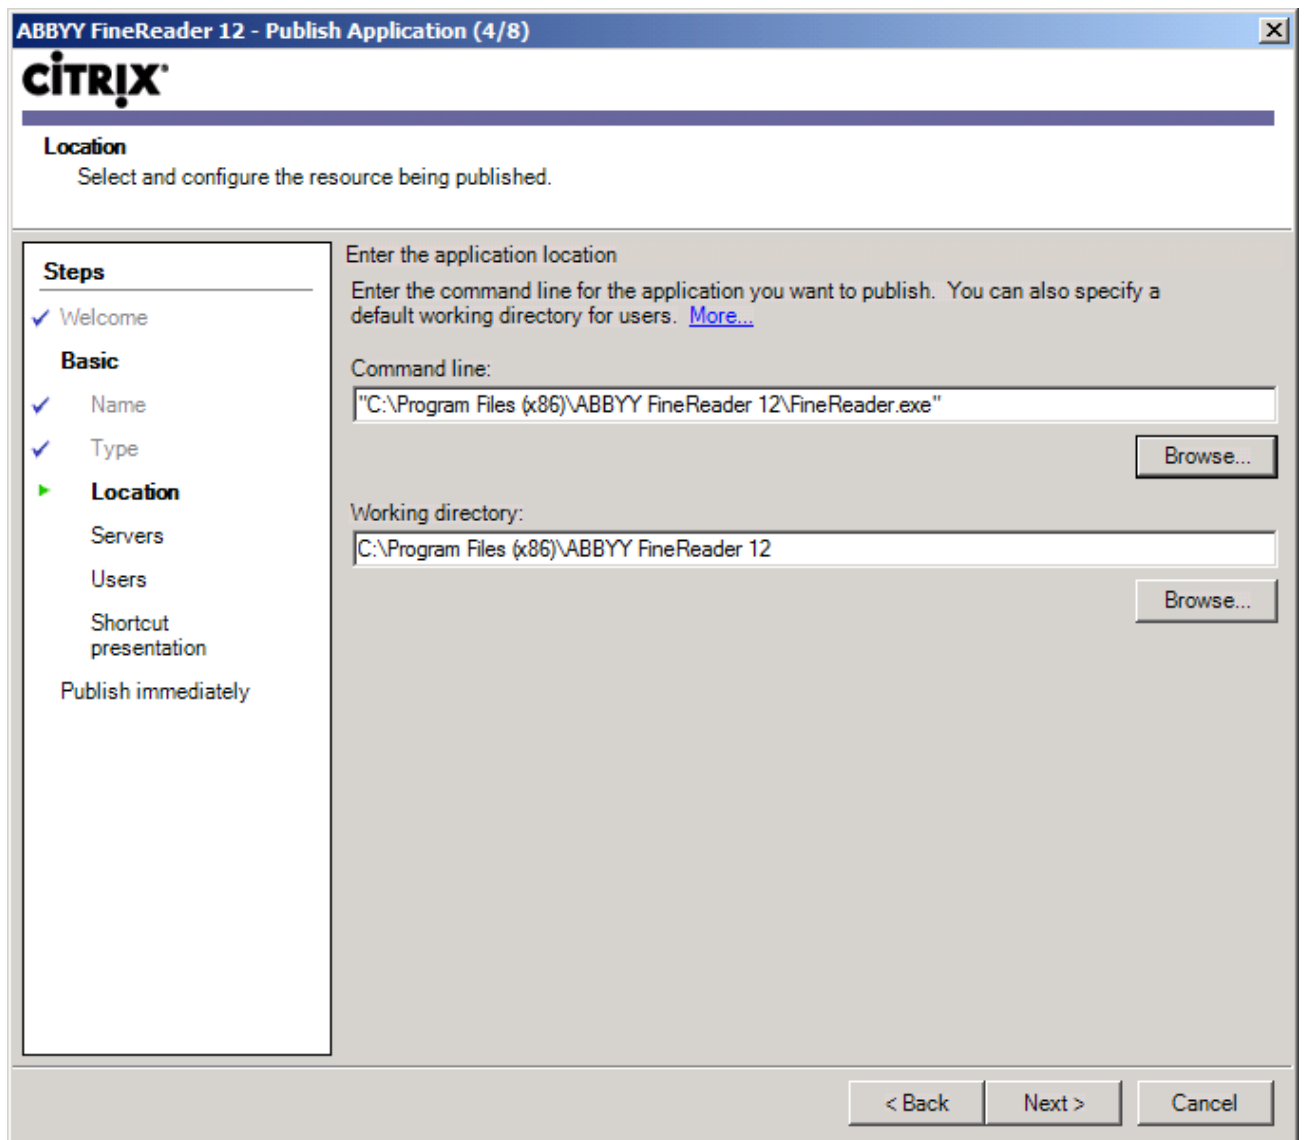 ABBYY FineReader 12 - Publish Application (4/8)
CiTRIX
Location
Select and configure the resource being published.
Steps
Welcome
Basic
Name
Type
Location
Servers
Users
Shortcut
presentation
Publish immediately
Enter the application location
Enter the command line for the application you want to publish. You can also specify a
default working directory for users. More...
Command line:
"C:\Program Files (x86)\ABBYY FineReader 12\FineReader.exe"
Browse...
Working directory:
C:\Program Files (x86)\ABBYY FineReader 12
Browse...
< Back
Next >
Cancel